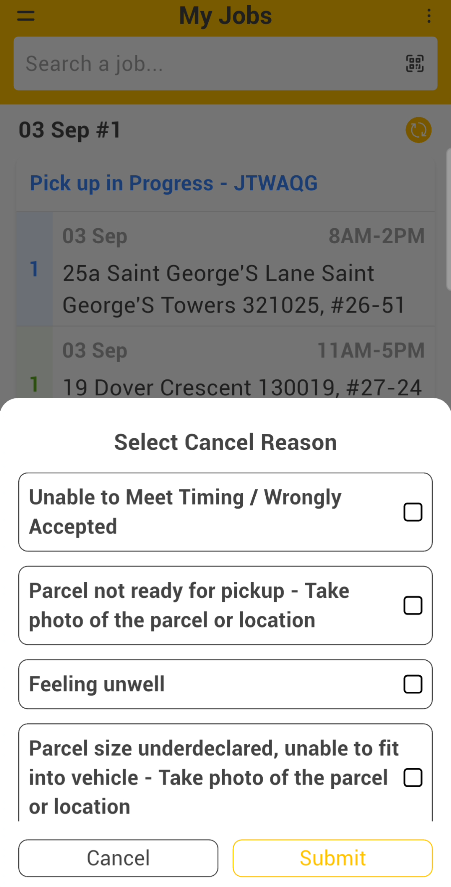 My Jobs
Search a job...
03 Sep #1
Pick up in Progress - JTWAQG
03 Sep 8AM-2PM
1
25a Saint George'S Lane Saint
George'S Towers 321025, #26-51
03 Sep 11AM-5PM
1
19 Dover Crescent 130019, #27-24
Select Cancel Reason
Unable to Meet Timing / Wrongly
Accepted
Parcel not ready for pickup - Take
photo of the parcel or location
Feeling unwell
Parcel size underdeclared, unable to fit
into vehicle - Take photo of the parcel
or location
Cancel
Submit